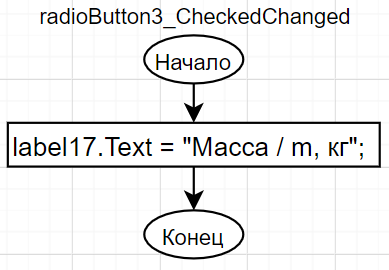 radioButton3_CheckedChanged
Начало
label17.Text = "Масса / m, кг";
Конец